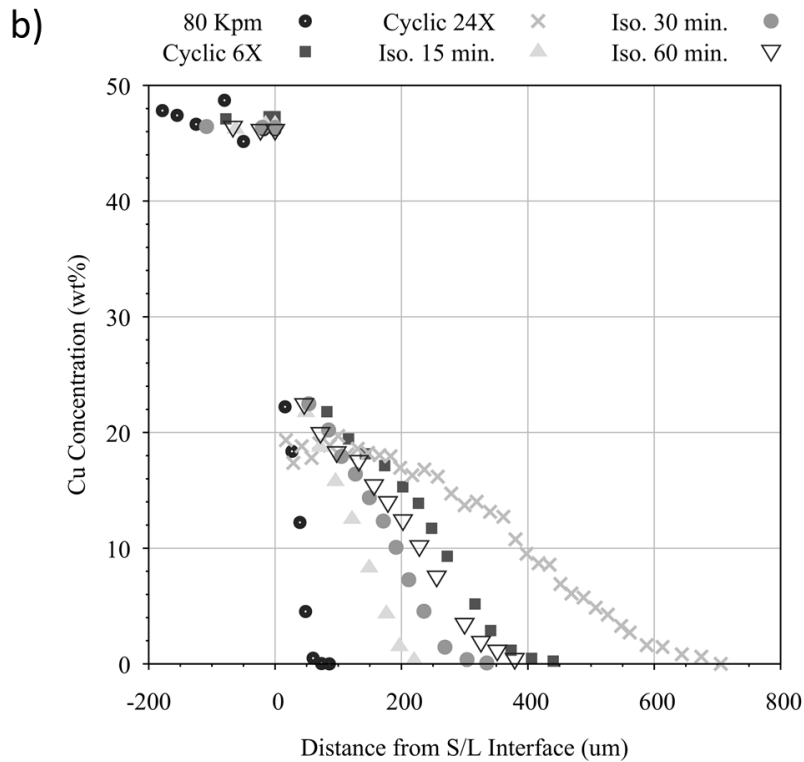 b)
80 Kpm Cyclic 24X Iso. 30 min.
Cyclic 6X Iso. 15 min. Iso. 60 min.
50
40
30
20
10
0
Cu Concentration (wt%)
-200 0 200 400 600 800
Distance from S/L Interface (um)